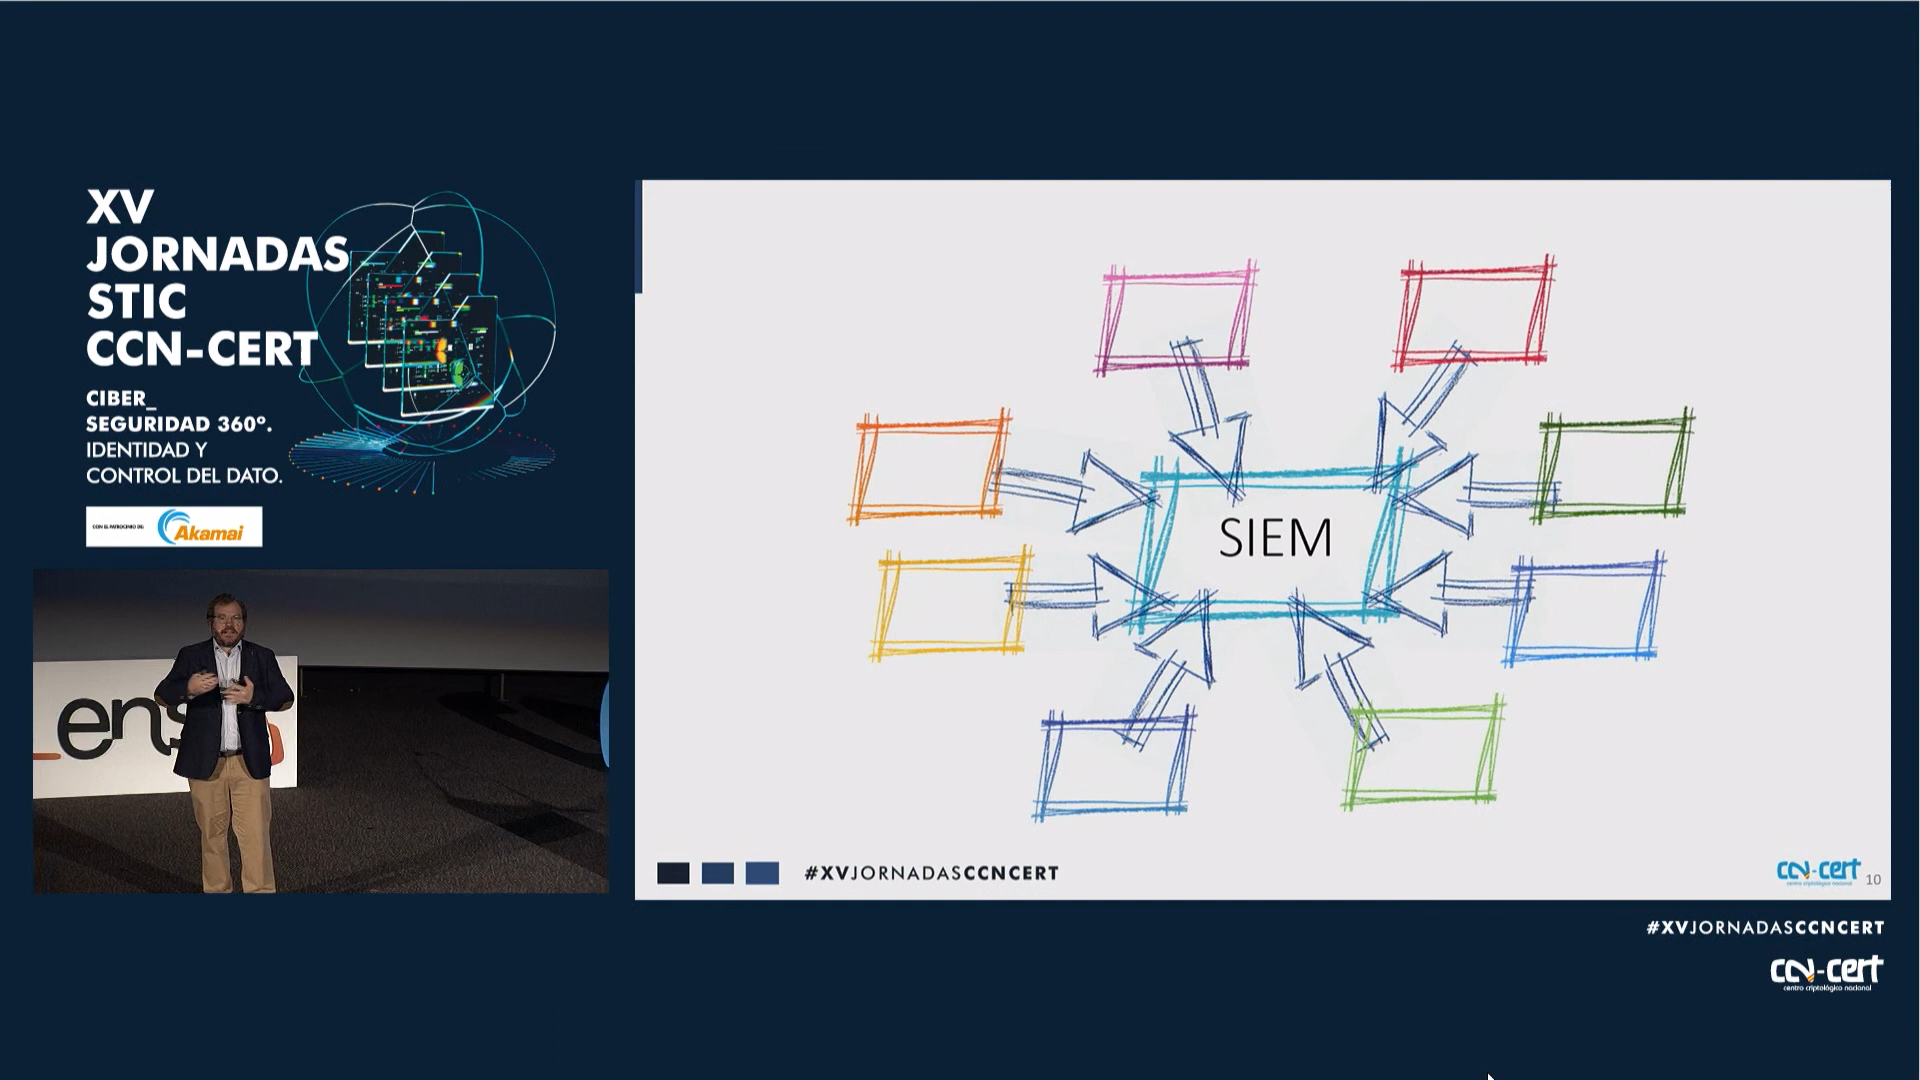 XV
JORNADAS
STIC
CCN-CERT
CIBER_
SEGURIDAD 360º.
IDENTIDAD Y
CONTROL DEL DATO.
CON EL PATROCINIO DE:
Akamai
_ens
SIEM
#XVJORNADASCCNCERT
ccn-cert
centro criptológico nacional
10
#XVJORNADASCCNCERT
ccn-cert
centro criptológico nacional